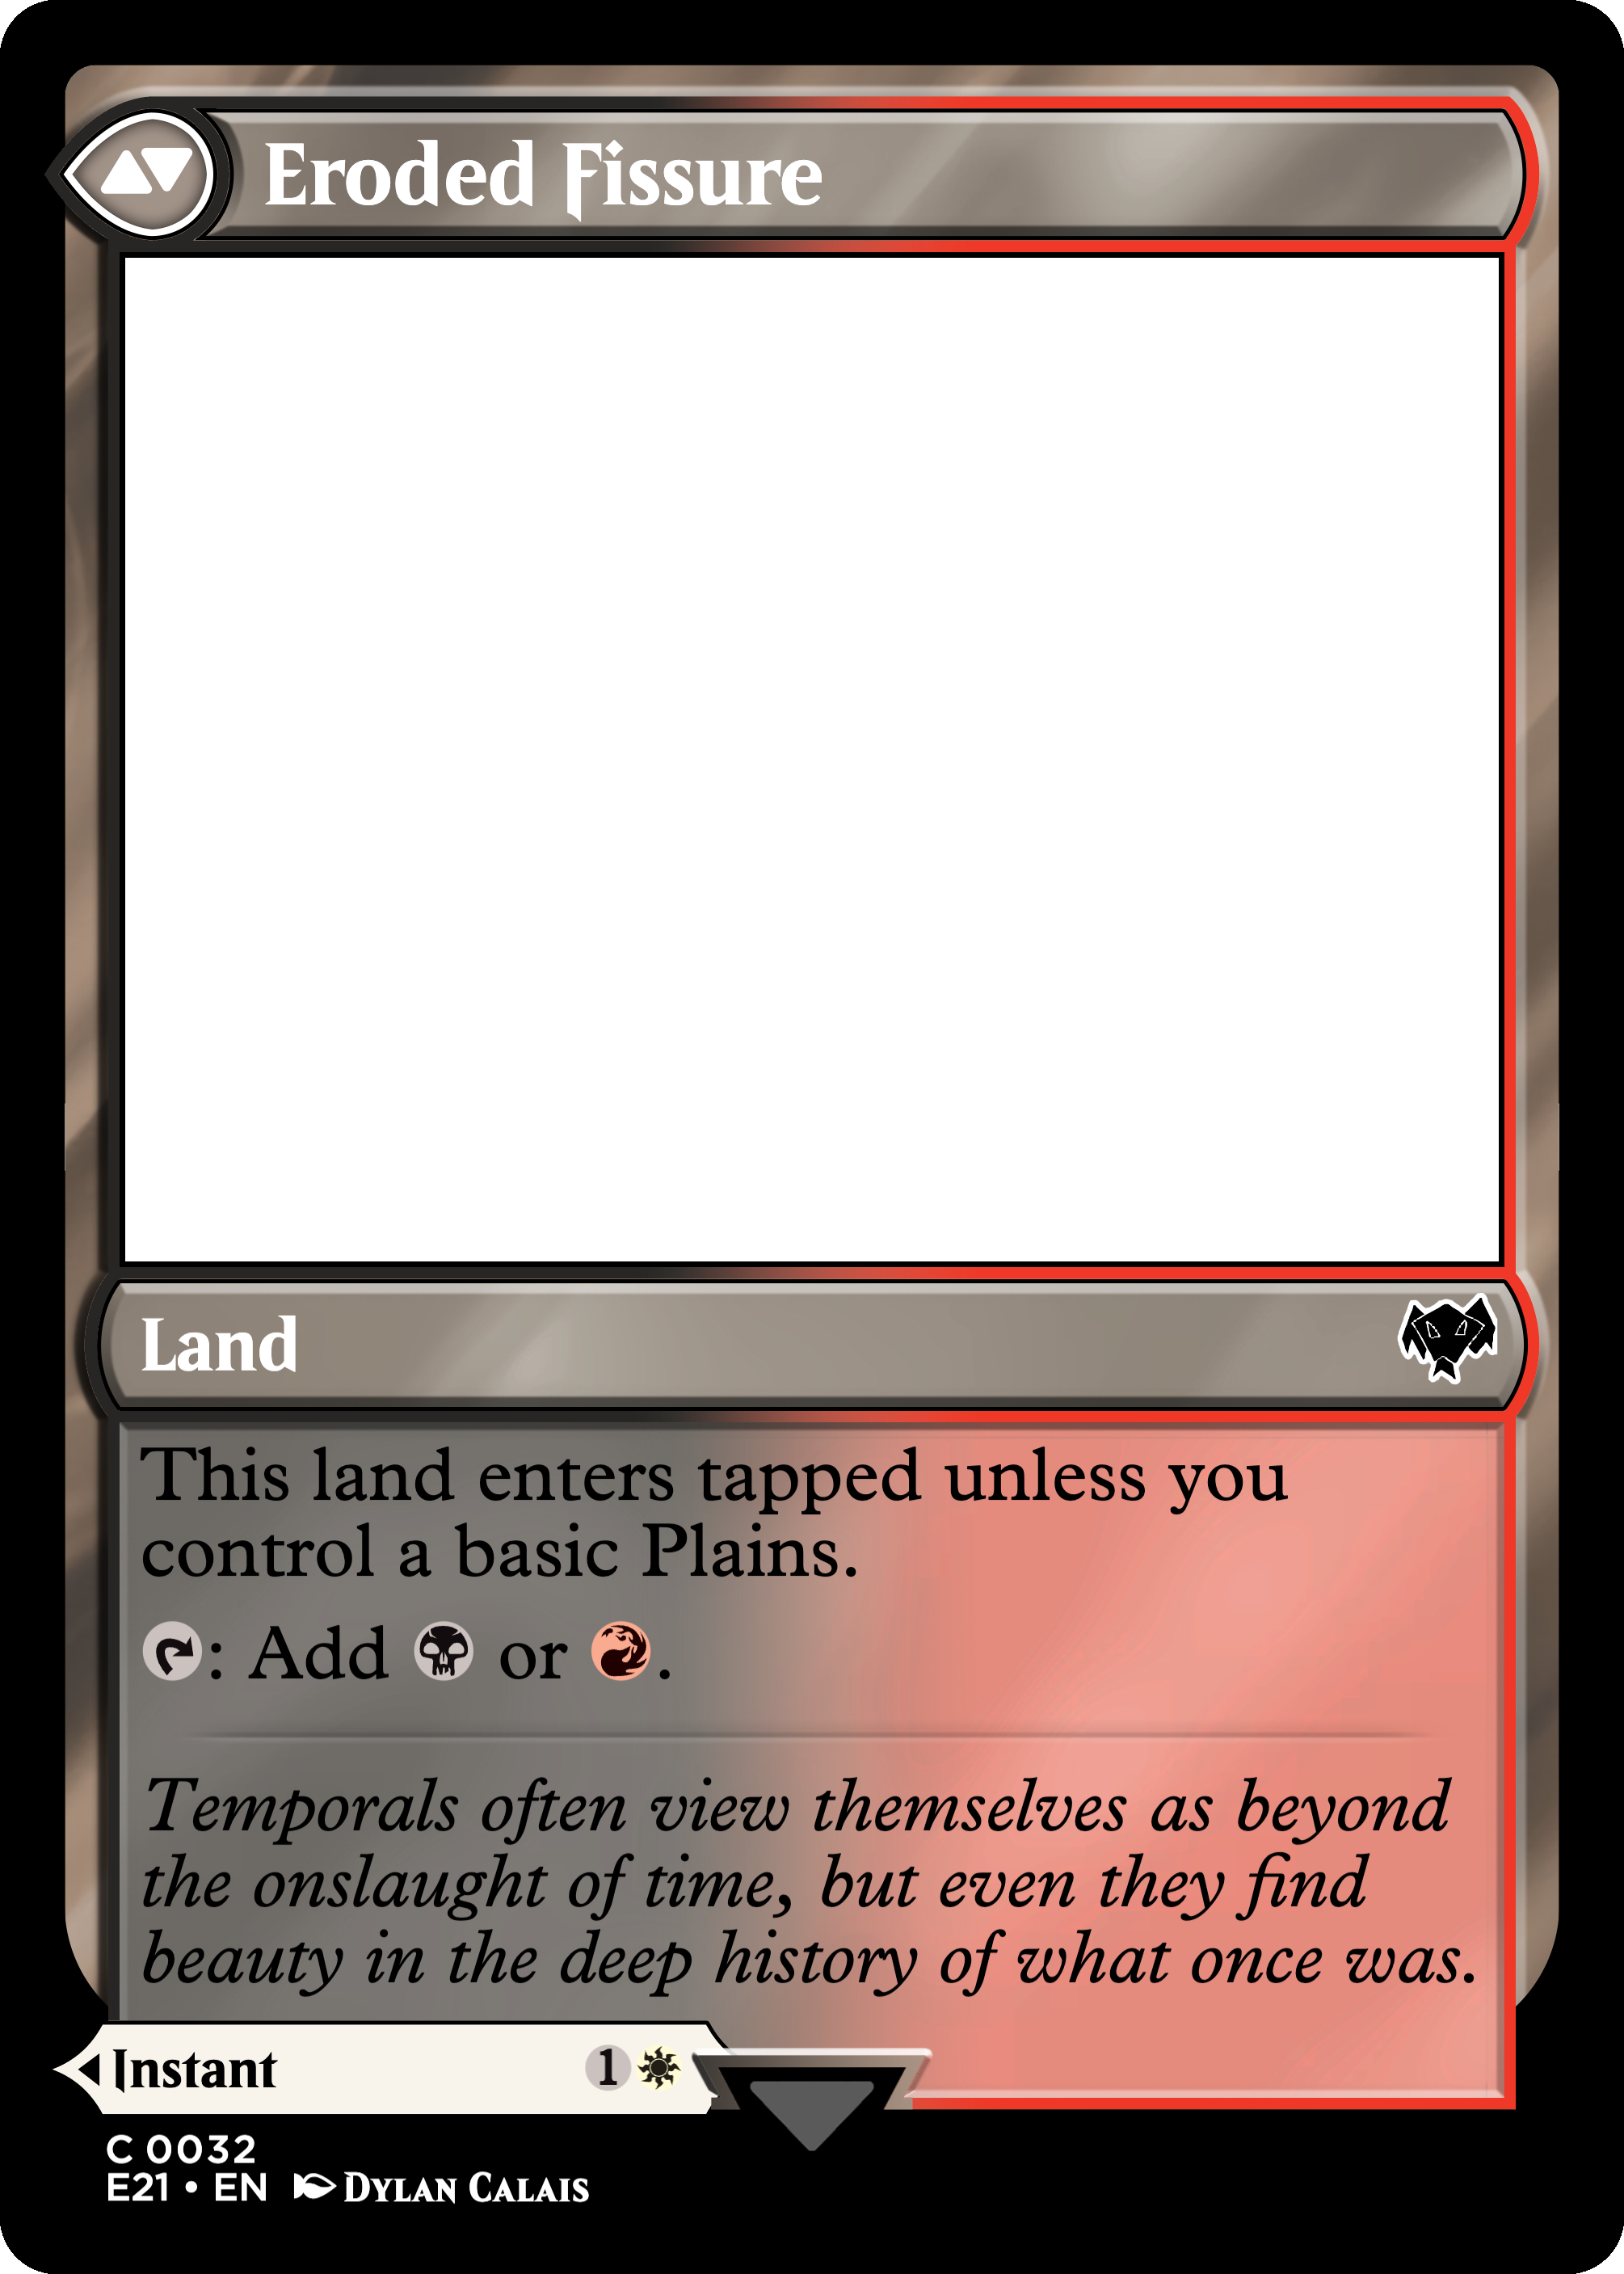 Eroded Fissure
Land
This land enters tapped unless you
control a basic Plains.
: Add or .
Temporals often view themselves as beyond
the onslaught of time, but even they find
beauty in the deep history of what once was.
Instant 1
C 0032
E21 • EN Dylan Calais